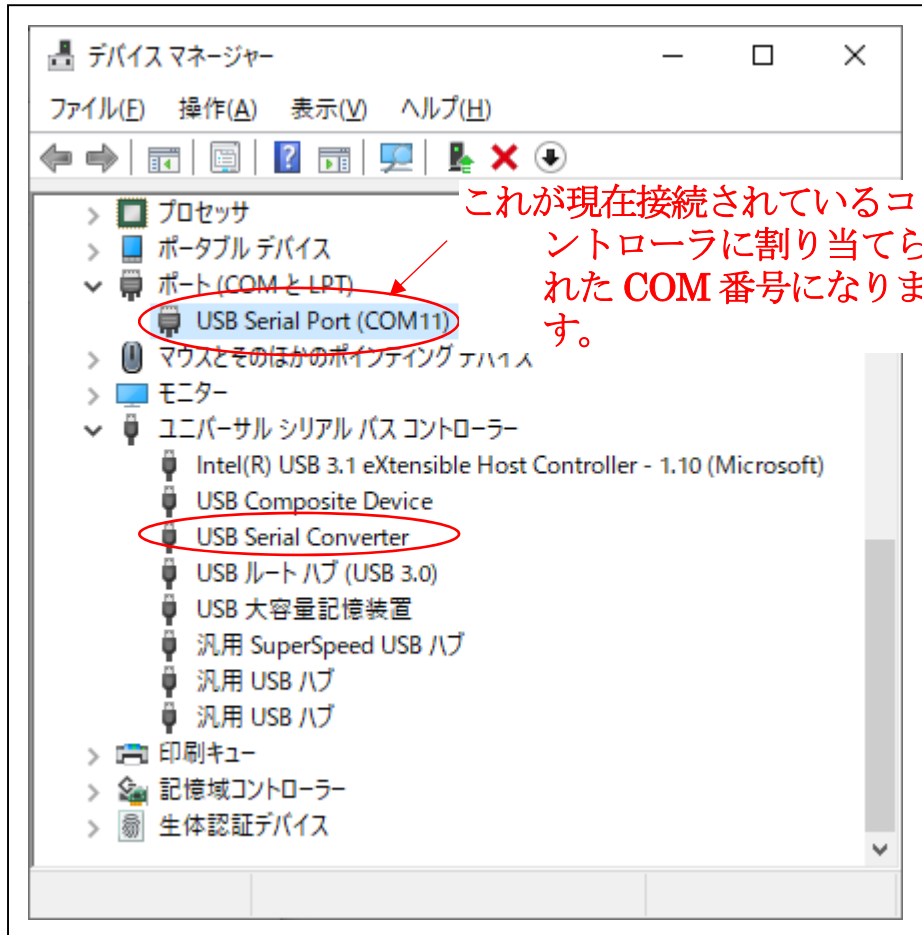 デバイス マネージャー
ファイル(F) 操作(A) 表示(V) ヘルプ(H)
これが現在接続されているコ
ントローラに割り当てら
れた COM 番号になりま
す。
プロセッサ
ポータブル デバイス
ポート (COM と LPT)
USB Serial Port (COM11)
マウスとそのほかのポインティング デバイス
モニター
ユニバーサル シリアル バス コントローラー
Intel(R) USB 3.1 eXtensible Host Controller - 1.10 (Microsoft)
USB Composite Device
USB Serial Converter
USB ルート ハブ (USB 3.0)
USB 大容量記憶装置
汎用 SuperSpeed USB ハブ
汎用 USB ハブ
汎用 USB ハブ
印刷キュー
記憶域コントローラー
生体認証デバイス